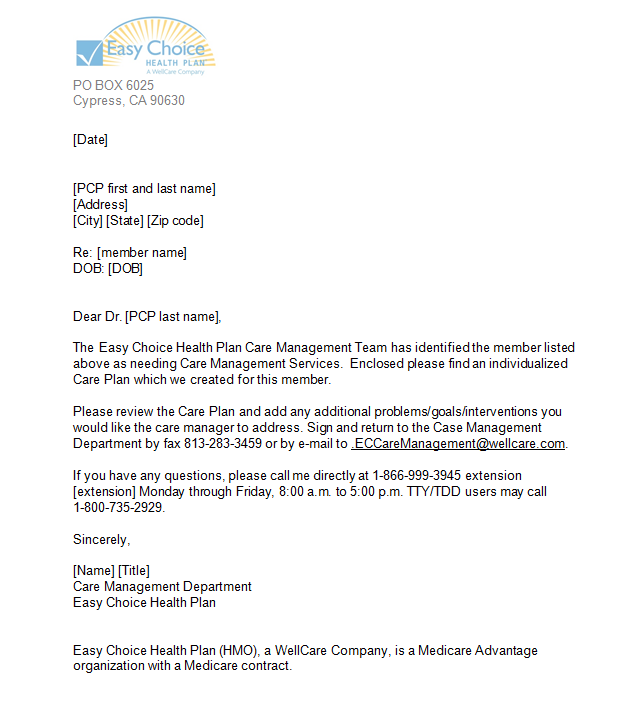 Easy Choice
HEALTH PLAN
A WellCare Company
PO BOX 6025
Cypress, CA 90630
[Date]
[PCP first and last name]
[Address]
[City] [State] [Zip code]
Re: [member name]
DOB: [DOB]
Dear Dr. [PCP last name],
The Easy Choice Health Plan Care Management Team has identified the member listed
above as needing Care Management Services. Enclosed please find an individualized
Care Plan which we created for this member.
Please review the Care Plan and add any additional problems/goals/interventions you
would like the care manager to address. Sign and return to the Case Management
Department by fax 813-283-3459 or by e-mail to .ECCareManagement@wellcare.com.
If you have any questions, please call me directly at 1-866-999-3945 extension
[extension] Monday through Friday, 8:00 a.m. to 5:00 p.m. TTY/TDD users may call
1-800-735-2929.
Sincerely,
[Name] [Title]
Care Management Department
Easy Choice Health Plan
Easy Choice Health Plan (HMO), a WellCare Company, is a Medicare Advantage
organization with a Medicare contract.